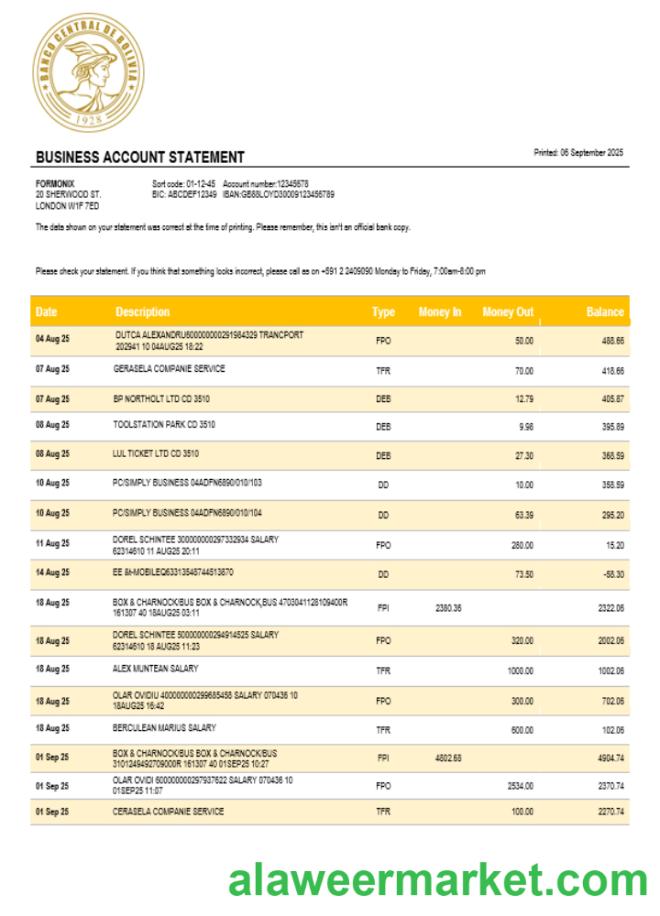 BANCO CENTRAL DE BOLIVIA
1928
BUSINESS ACCOUNT STATEMENT
Printed: 06 September 2025
FORMONIX Sort code: 01-12-45 Account number:12345678
20 SHERWOOD ST. BIC: ABCDEF12349 IBAN:GB88LOYD30009123456789
LONDON W1F 7ED
The data shown on your statement was correct at the time of printing. Please remember, this isn't an official bank copy.
Please check your statement. If you think that something looks incorrect, please call as on +591 2 2409090 Monday to Friday, 7:00am-8:00 pm
Date Description Type Money In Money Out Balance
04 Aug 25 DUTCA ALEXANDRU600000000291984329 TRANCPORT FPO 50.00 488.66
202941 10 04AUG25 18:22
07 Aug 25 GERASELA COMPANIE SERVICE TFR 70.00 418.66
07 Aug 25 BP NORTHOLT LTD CD 3510 DEB 12.79 405.87
08 Aug 25 TOOLSTATION PARK CD 3510 DEB 9.98 395.89
08 Aug 25 LUL TICKET LTD CD 3510 DEB 27.30 368.59
10 Aug 25 PC/SIMPLY BUSINESS 04ADFN6890/010/103 DD 10.00 358.59
10 Aug 25 PC/SIMPLY BUSINESS 04ADFN6890/010/104 DD 63.39 295.20
11 Aug 25 DOREL SCHINTEE 300000000297332934 SALARY FPO 280.00 15.20
62314610 11 AUG25 20:11
14 Aug 25 EE &t-MOBILEQ63313548744513870 DD 73.50 -58.30
18 Aug 25 BOX & CHARNOCK/BUS BOX & CHARNOCK,BUS 4703041128109400R FPI 2380.36 2322.06
161307 40 18AUG25 03:11
18 Aug 25 DOREL SCHINTEE 500000000294914525 SALARY FPO 320.00 2002.06
62314610 18 AUG25 11:23
18 Aug 25 ALEX MUNTEAN SALARY TFR 1000.00 1002.06
18 Aug 25 OLAR OVIDIU 400000000299685458 SALARY 070436 10 FPO 300.00 702.06
18AUG25 16:42
18 Aug 25 BERCULEAN MARIUS SALARY TFR 600.00 102.06
01 Sep 25 BOX & CHARNOCK/BUS BOX & CHARNOCK/BUS FPI 4802.68 4904.74
3101249492709000R 161307 40 01SEP25 10:27
01 Sep 25 OLAR OVIDI 600000000297937622 SALARY 070436 10 FPO 2534.00 2370.74
01SEP25 11:07
01 Sep 25 CERASELA COMPANIE SERVICE TFR 100.00 2270.74
alaweermarket.com